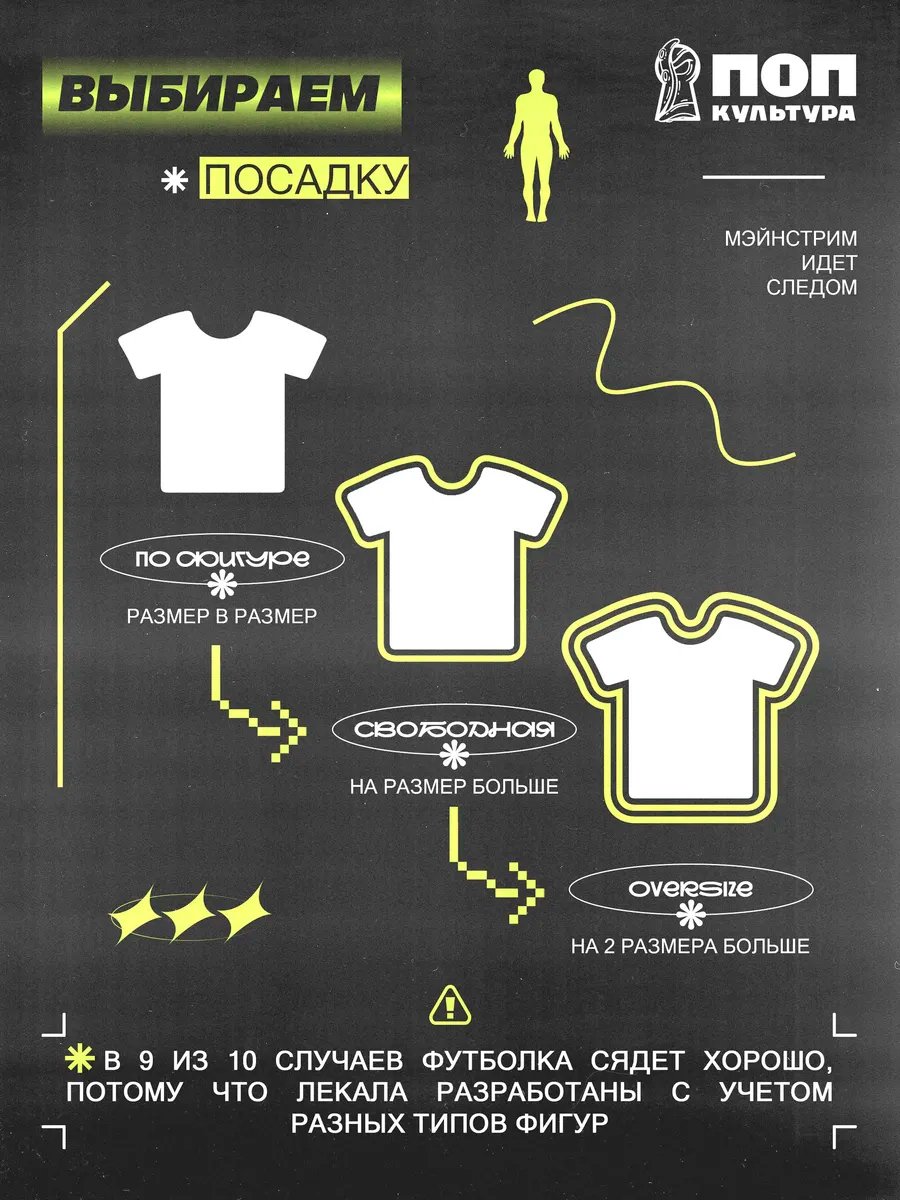 ВЫБИРАЕМ
ПОСАДКУ
ПОП
КУЛЬТУРА
МЭЙНСТРИМ
ИДЕТ
СЛЕДОМ
ПО ФИГУРЕ
РАЗМЕР В РАЗМЕР
СВОБОДНАЯ
НА РАЗМЕР БОЛЬШЕ
OVERSIZE
НА 2 РАЗМЕРА БОЛЬШЕ
В 9 ИЗ 10 СЛУЧАЕВ ФУТБОЛКА СЯДЕТ ХОРОШО,
ПОТОМУ ЧТО ЛЕКАЛА РАЗРАБОТАНЫ С УЧЕТОМ
РАЗНЫХ ТИПОВ ФИГУР